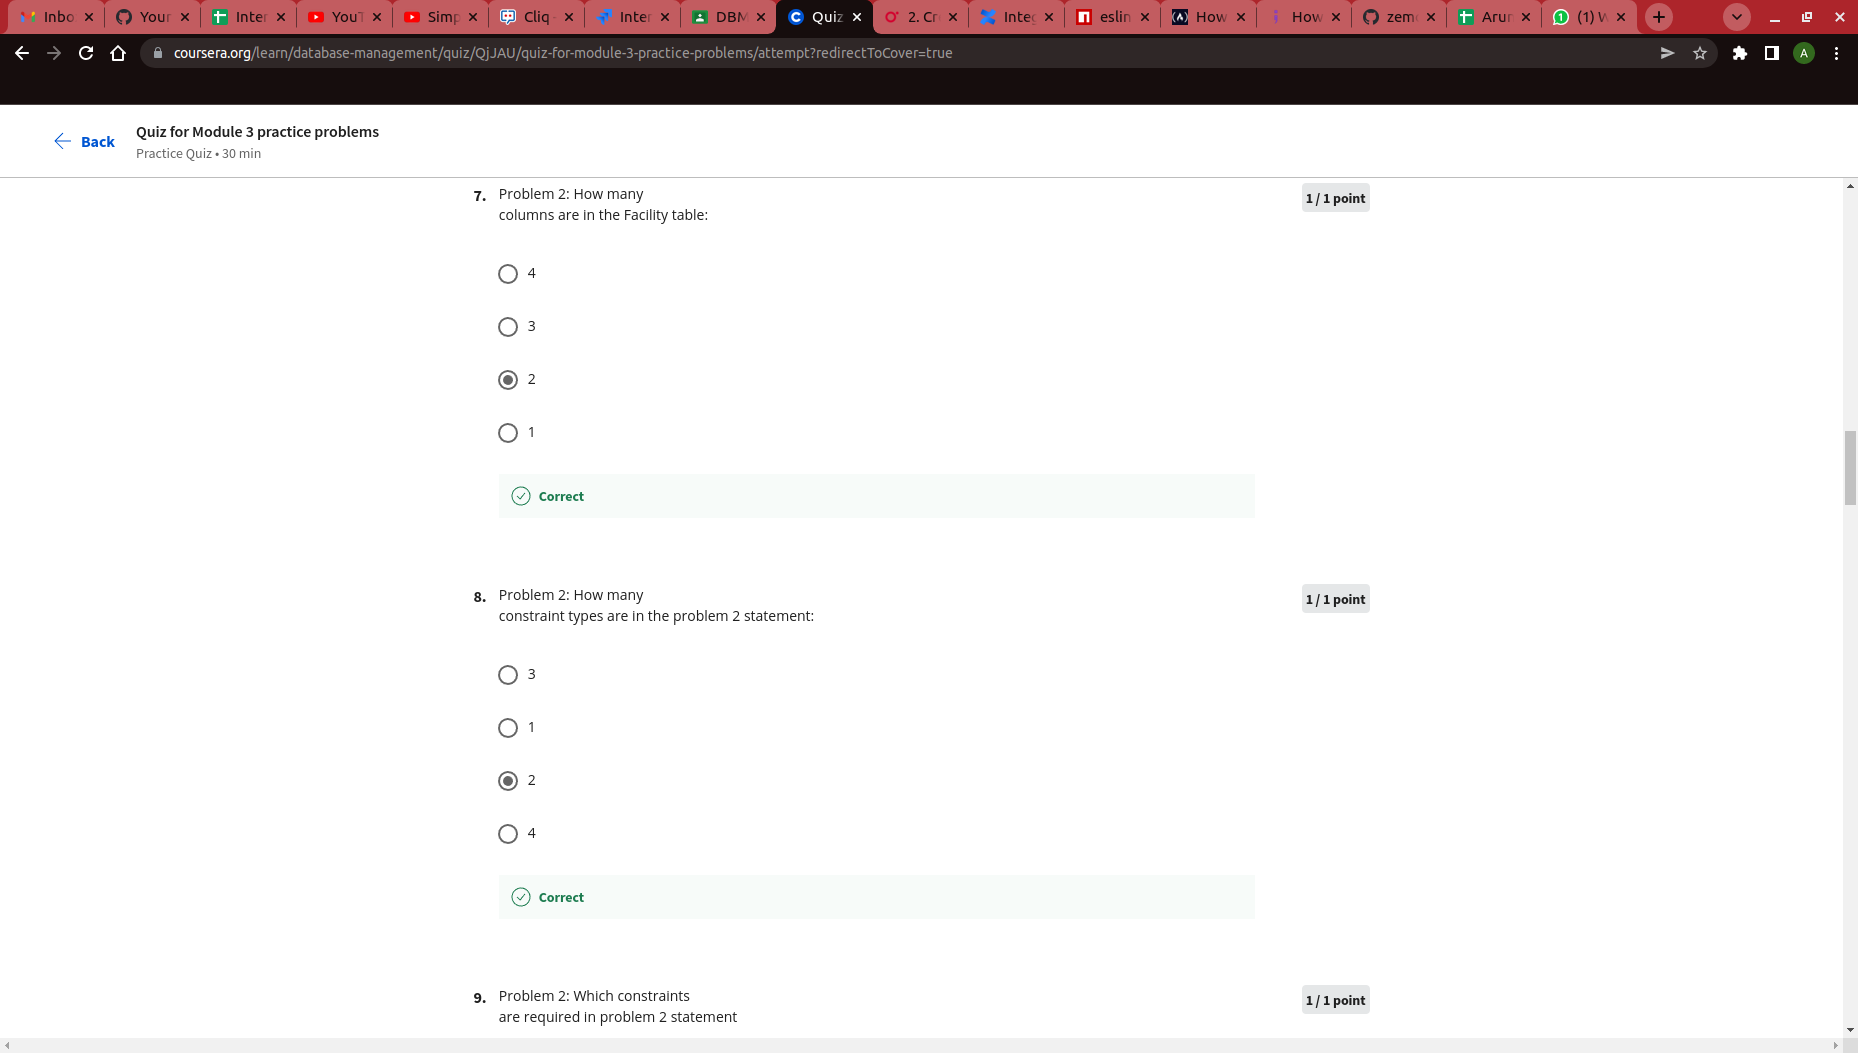 Inbo
Your
Inter
YouT
Simp
Cliq
Inter
DBM
Quiz
2. Cr
Integ
eslin
How
How
zem
Arun
(1) W
coursera.org/learn/database-management/quiz/QjJAU/quiz-for-module-3-practice-problems/attempt?redirectToCover=true
A
Back
Quiz for Module 3 practice problems
Practice Quiz • 30 min
7. Problem 2: How many
columns are in the Facility table:
1 / 1 point
4
3
2
1
Correct
8. Problem 2: How many
constraint types are in the problem 2 statement:
1 / 1 point
3
1
2
4
Correct
9. Problem 2: Which constraints
are required in problem 2 statement
1 / 1 point